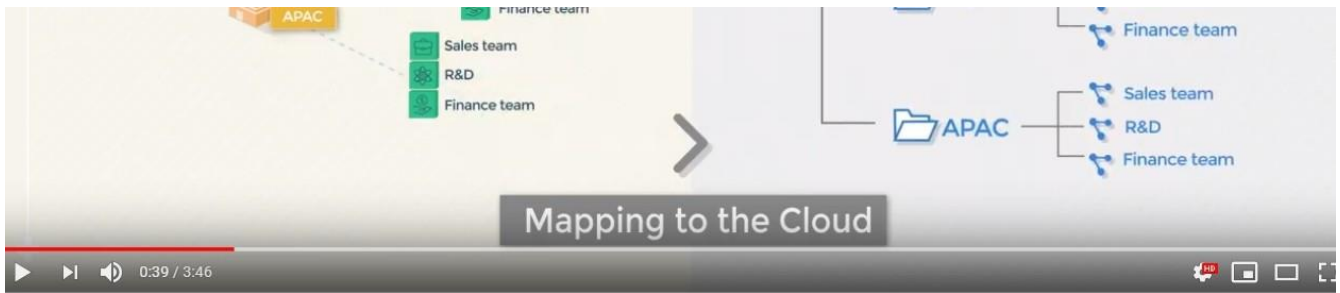 APAC
Finance team
Sales team
R&D
Finance team
Finance team
APAC
Sales team
R&D
Finance team
Mapping to the Cloud
0:39 / 3:46
HD